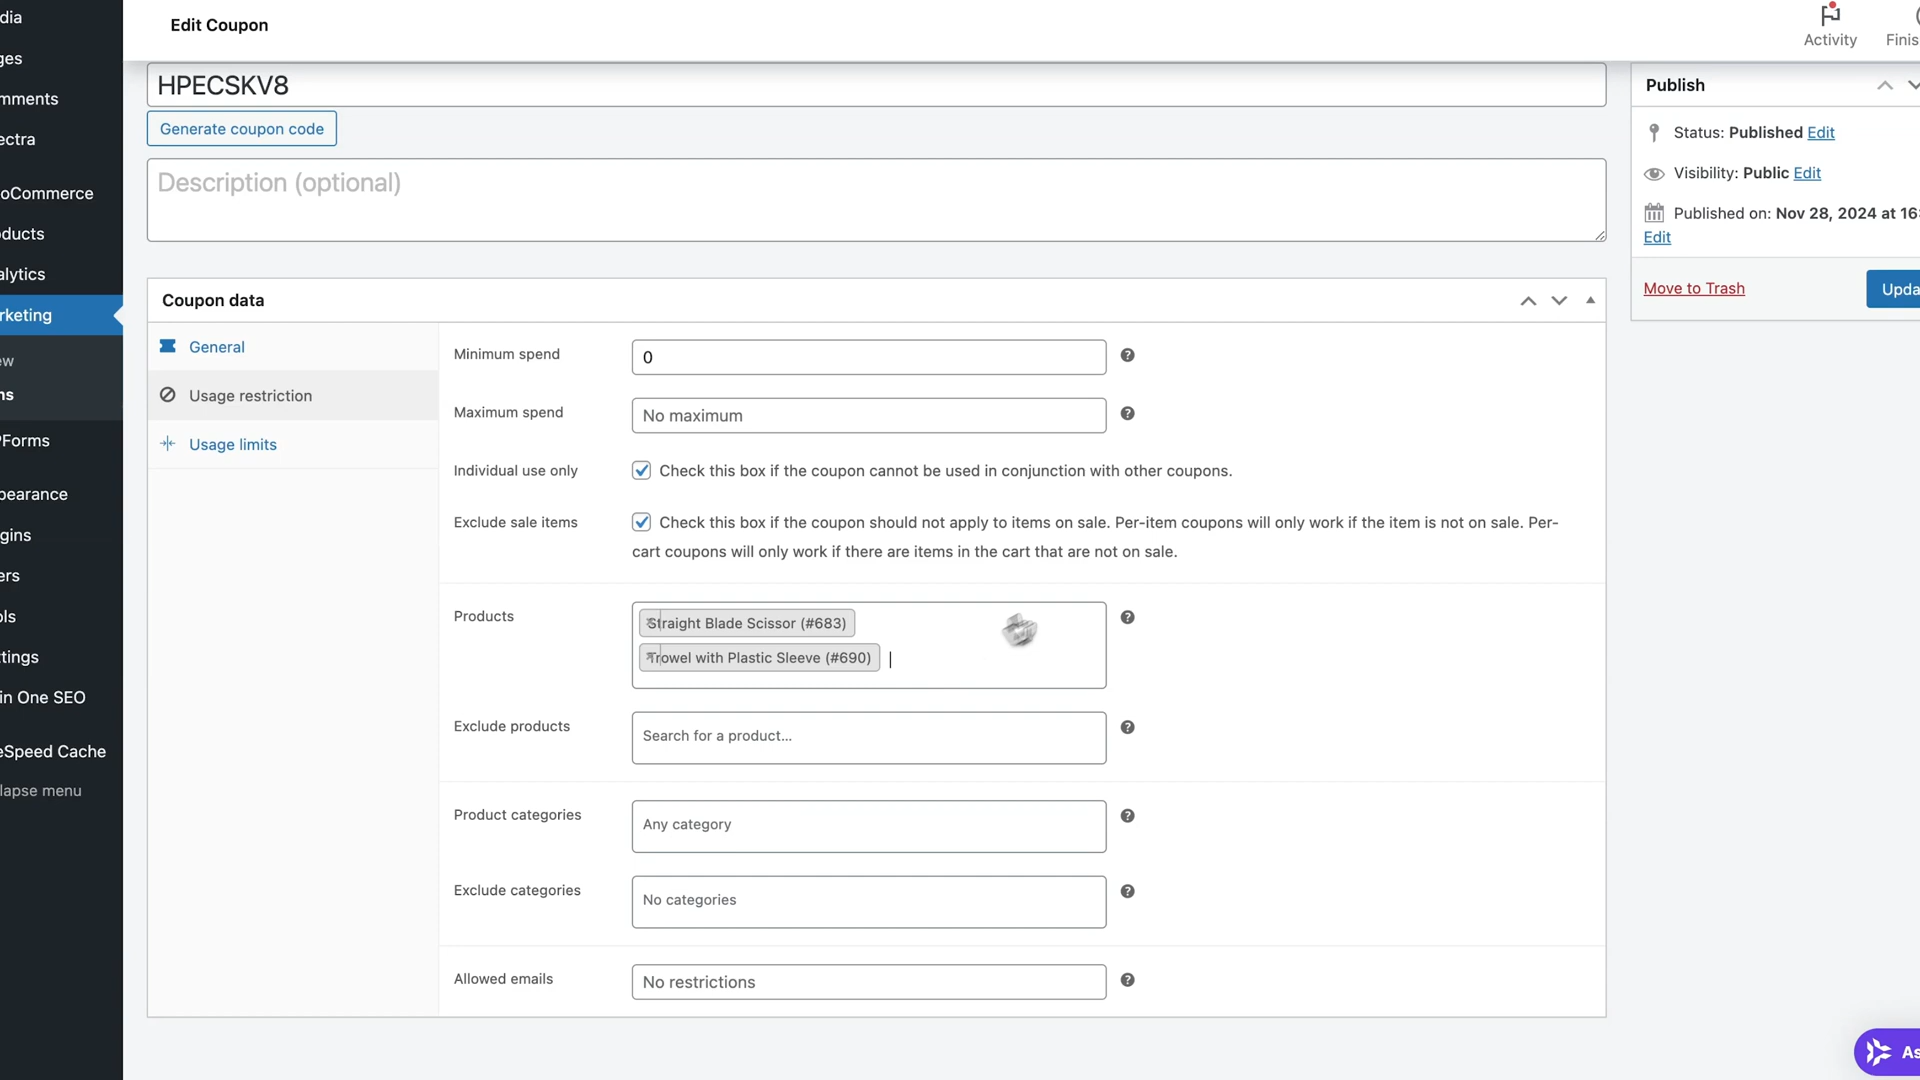 Edit Coupon
Activity
Finis
dia
ges
mments
ectra
oCommerce
ducts
alytics
rketing
ew
ns
Forms
pearance
gins
ers
ols
ttings
in One SEO
eSpeed Cache
lapse menu
HPECSKV8
Generate coupon code
Description (optional)
Coupon data
General
Usage restriction
Usage limits
Minimum spend
0
Maximum spend
No maximum
Individual use only
Check this box if the coupon cannot be used in conjunction with other coupons.
Exclude sale items
Check this box if the coupon should not apply to items on sale. Per-item coupons will only work if the item is not on sale. Per-
cart coupons will only work if there are items in the cart that are not on sale.
Products
Straight Blade Scissor (#683)
Trowel with Plastic Sleeve (#690)
Exclude products
Search for a product...
Product categories
Any category
Exclude categories
No categories
Allowed emails
No restrictions
Publish
Status: Published Edit
Visibility: Public Edit
Published on: Nov 28, 2024 at 16
Edit
Move to Trash
Upda
As